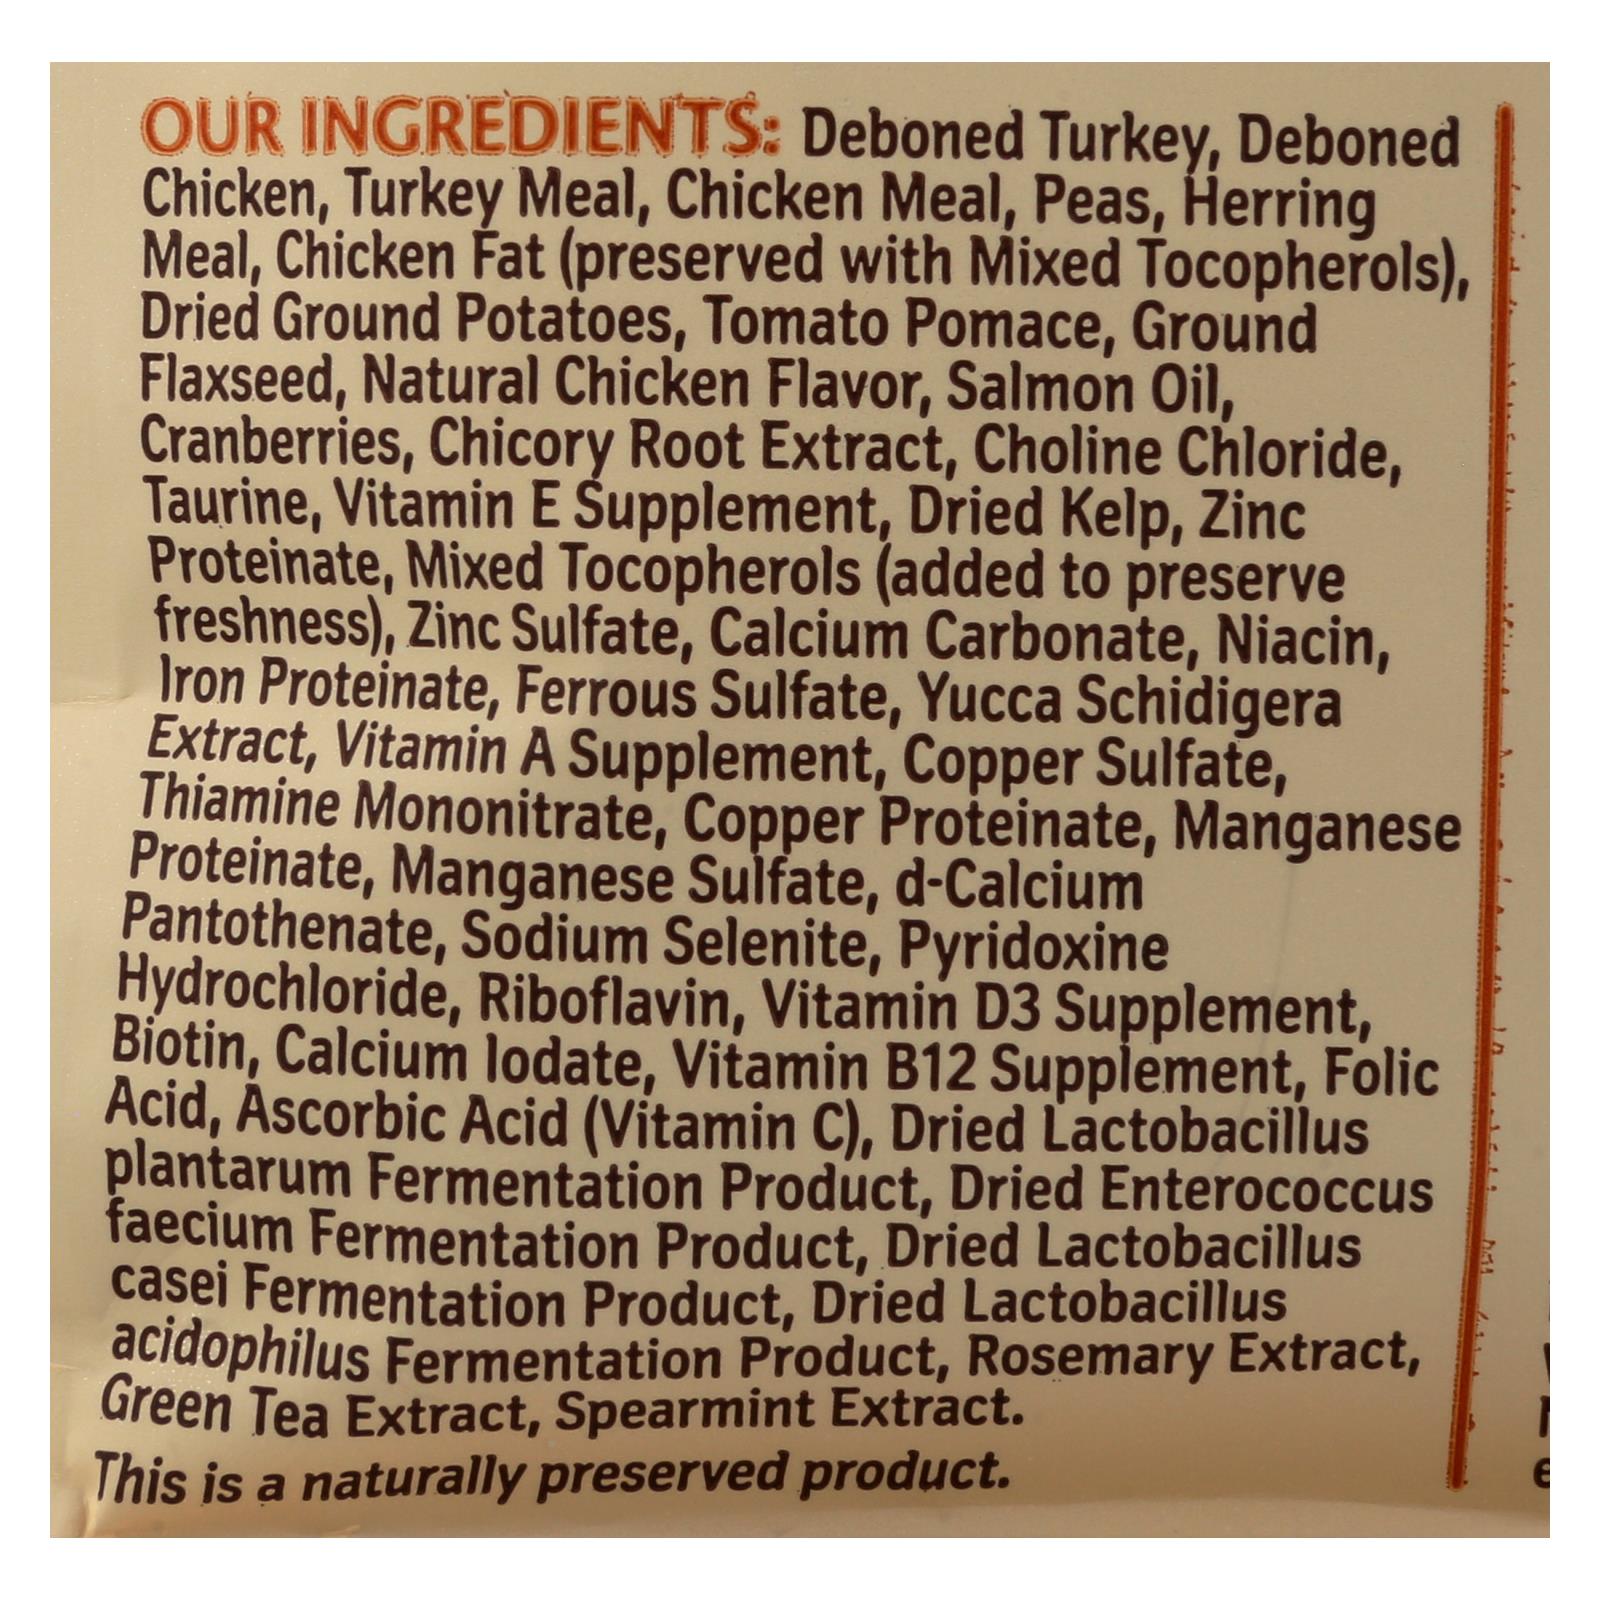 OUR INGREDIENTS: Deboned Turkey, Deboned
Chicken, Turkey Meal, Chicken Meal, Peas, Herring
Meal, Chicken Fat (preserved with Mixed Tocopherols),
Dried Ground Potatoes, Tomato Pomace, Ground
Flaxseed, Natural Chicken Flavor, Salmon Oil,
Cranberries, Chicory Root Extract, Choline Chloride,
Taurine, Vitamin E Supplement, Dried Kelp, Zinc
Proteinate, Mixed Tocopherols (added to preserve
freshness), Zinc Sulfate, Calcium Carbonate, Niacin,
Iron Proteinate, Ferrous Sulfate, Yucca Schidigera
Extract, Vitamin A Supplement, Copper Sulfate,
Thiamine Mononitrate, Copper Proteinate, Manganese
Proteinate, Manganese Sulfate, d-Calcium
Pantothenate, Sodium Selenite, Pyridoxine
Hydrochloride, Riboflavin, Vitamin D3 Supplement,
Biotin, Calcium Iodate, Vitamin B12 Supplement, Folic
Acid, Ascorbic Acid (Vitamin C), Dried Lactobacillus
plantarum Fermentation Product, Dried Enterococcus
faecium Fermentation Product, Dried Lactobacillus
casei Fermentation Product, Dried Lactobacillus
acidophilus Fermentation Product, Rosemary Extract,
Green Tea Extract, Spearmint Extract.
This is a naturally preserved product.